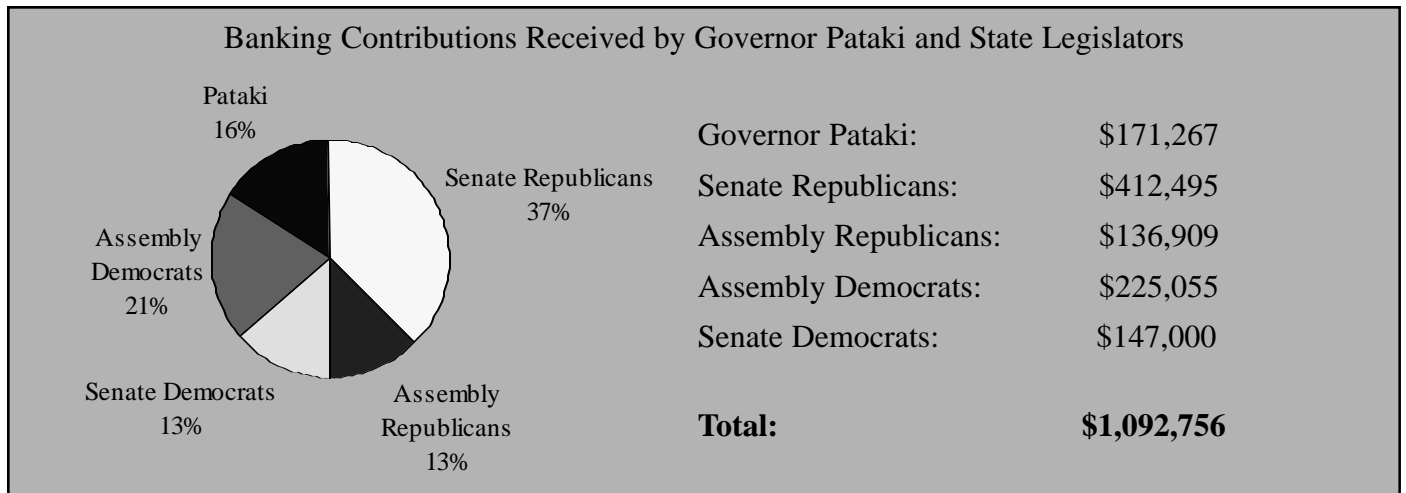 Banking Contributions Received by Governor Pataki and State Legislators
Pataki
16%
Senate Republicans
37%
Assembly
Democrats
21%
Senate Democrats
13%
Assembly
Republicans
13%
Governor Pataki: $171,267
Senate Republicans: $412,495
Assembly Republicans: $136,909
Assembly Democrats: $225,055
Senate Democrats: $147,000
Total: $1,092,756